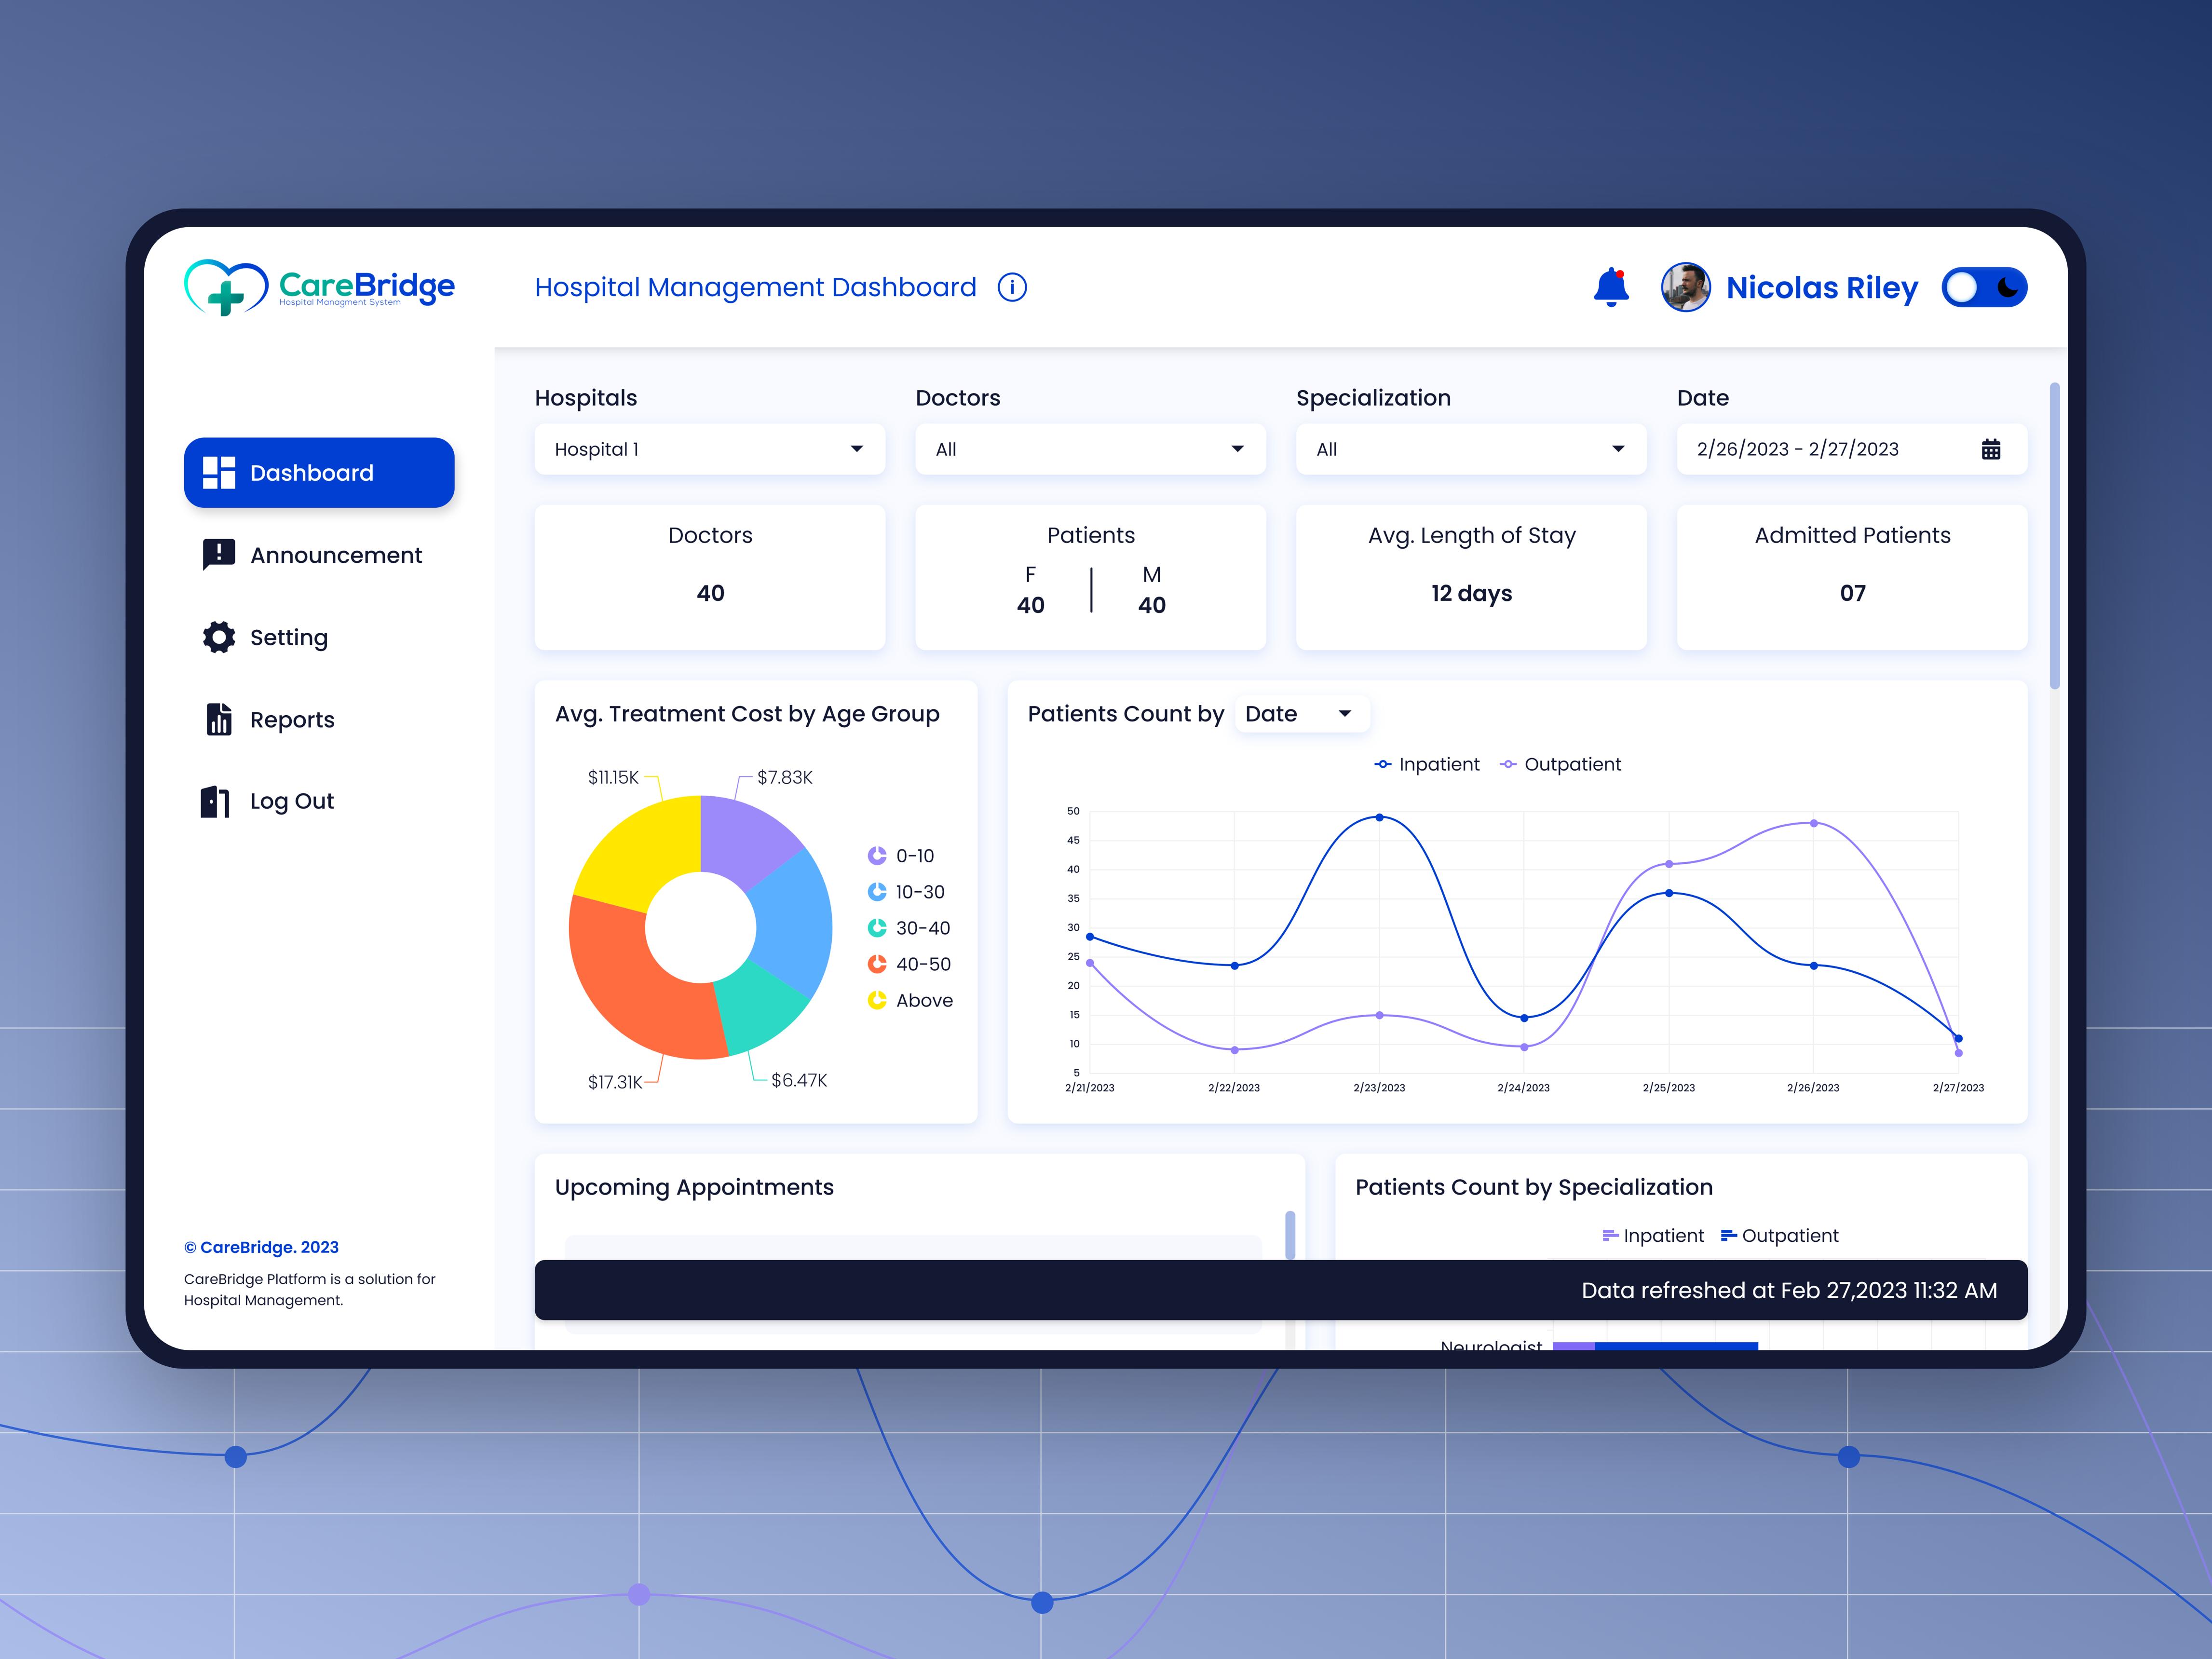 CareBridge
Hospital Managment System
Hospital Management Dashboard
Nicolas Riley
Dashboard
Announcement
Setting
Reports
Log Out
© CareBridge. 2023
CareBridge Platform is a solution for
Hospital Management.
Hospitals
Hospital 1
Doctors
All
Specialization
All
Date
2/26/2023 - 2/27/2023
Doctors
40
Patients
F
40
M
40
Avg. Length of Stay
12 days
Admitted Patients
07
Avg. Treatment Cost by Age Group
$11.15K
$7.83K
$17.31K
$6.47K
0-10
10-30
30-40
40-50
Above
Patients Count by Date
Inpatient Outpatient
50
45
40
35
30
25
20
15
10
5
2/21/2023 2/22/2023 2/23/2023 2/24/2023 2/25/2023 2/26/2023 2/27/2023
Upcoming Appointments
Patients Count by Specialization
Inpatient Outpatient
Data refreshed at Feb 27,2023 11:32 AM
Neurologist